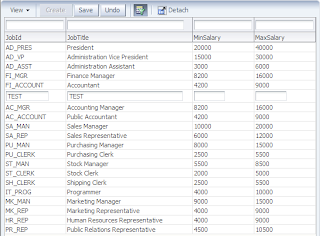 View Create Save Undo Detach
JobId JobTitle MinSalary MaxSalary
AD_PRES President 20000 40000
AD_VP Administration Vice President 15000 30000
AD_ASST Administration Assistant 3000 6000
FI_MGR Finance Manager 8200 16000
FI_ACCOUNT Accountant 4200 9000
TEST TEST
AC_MGR Accounting Manager 8200 16000
AC_ACCOUNT Public Accountant 4200 9000
SA_MAN Sales Manager 10000 20000
SA_REP Sales Representative 6000 12000
PU_MAN Purchasing Manager 8000 15000
PU_CLERK Purchasing Clerk 2500 5500
ST_MAN Stock Manager 5500 8500
ST_CLERK Stock Clerk 2000 5000
SH_CLERK Shipping Clerk 2500 5500
IT_PROG Programmer 4000 10000
MK_MAN Marketing Manager 9000 15000
MK_REP Marketing Representative 4000 9000
HR_REP Human Resources Representative 4000 9000
PR_REP Public Relations Representative 4500 10500